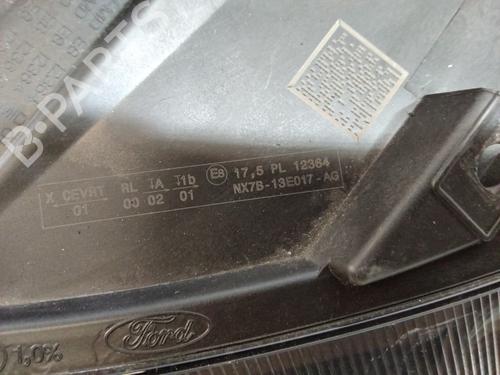 B-PARTS
X CEVRT RL IA I1b E8 17,5 PL 12364
01 00 02 01 NX7B-13E017-AG
1,0% Ford